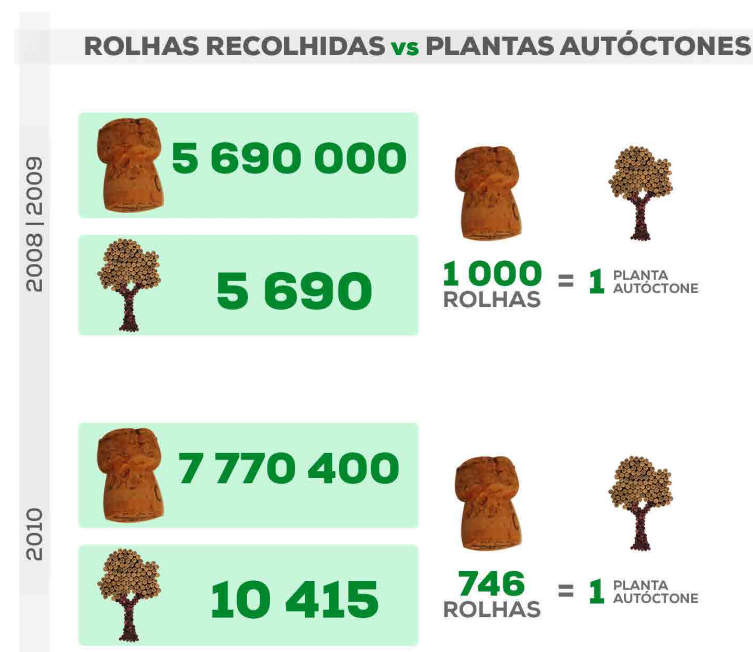 ROLHAS RECOLHIDAS vs PLANTAS AUTÓCTONES
2008 | 2009
5 690 000
5 690
1 000
ROLHAS
=
1
PLANTA
AUTÓCTONE
2010
7 770 400
10 415
746
ROLHAS
=
1
PLANTA
AUTÓCTONE